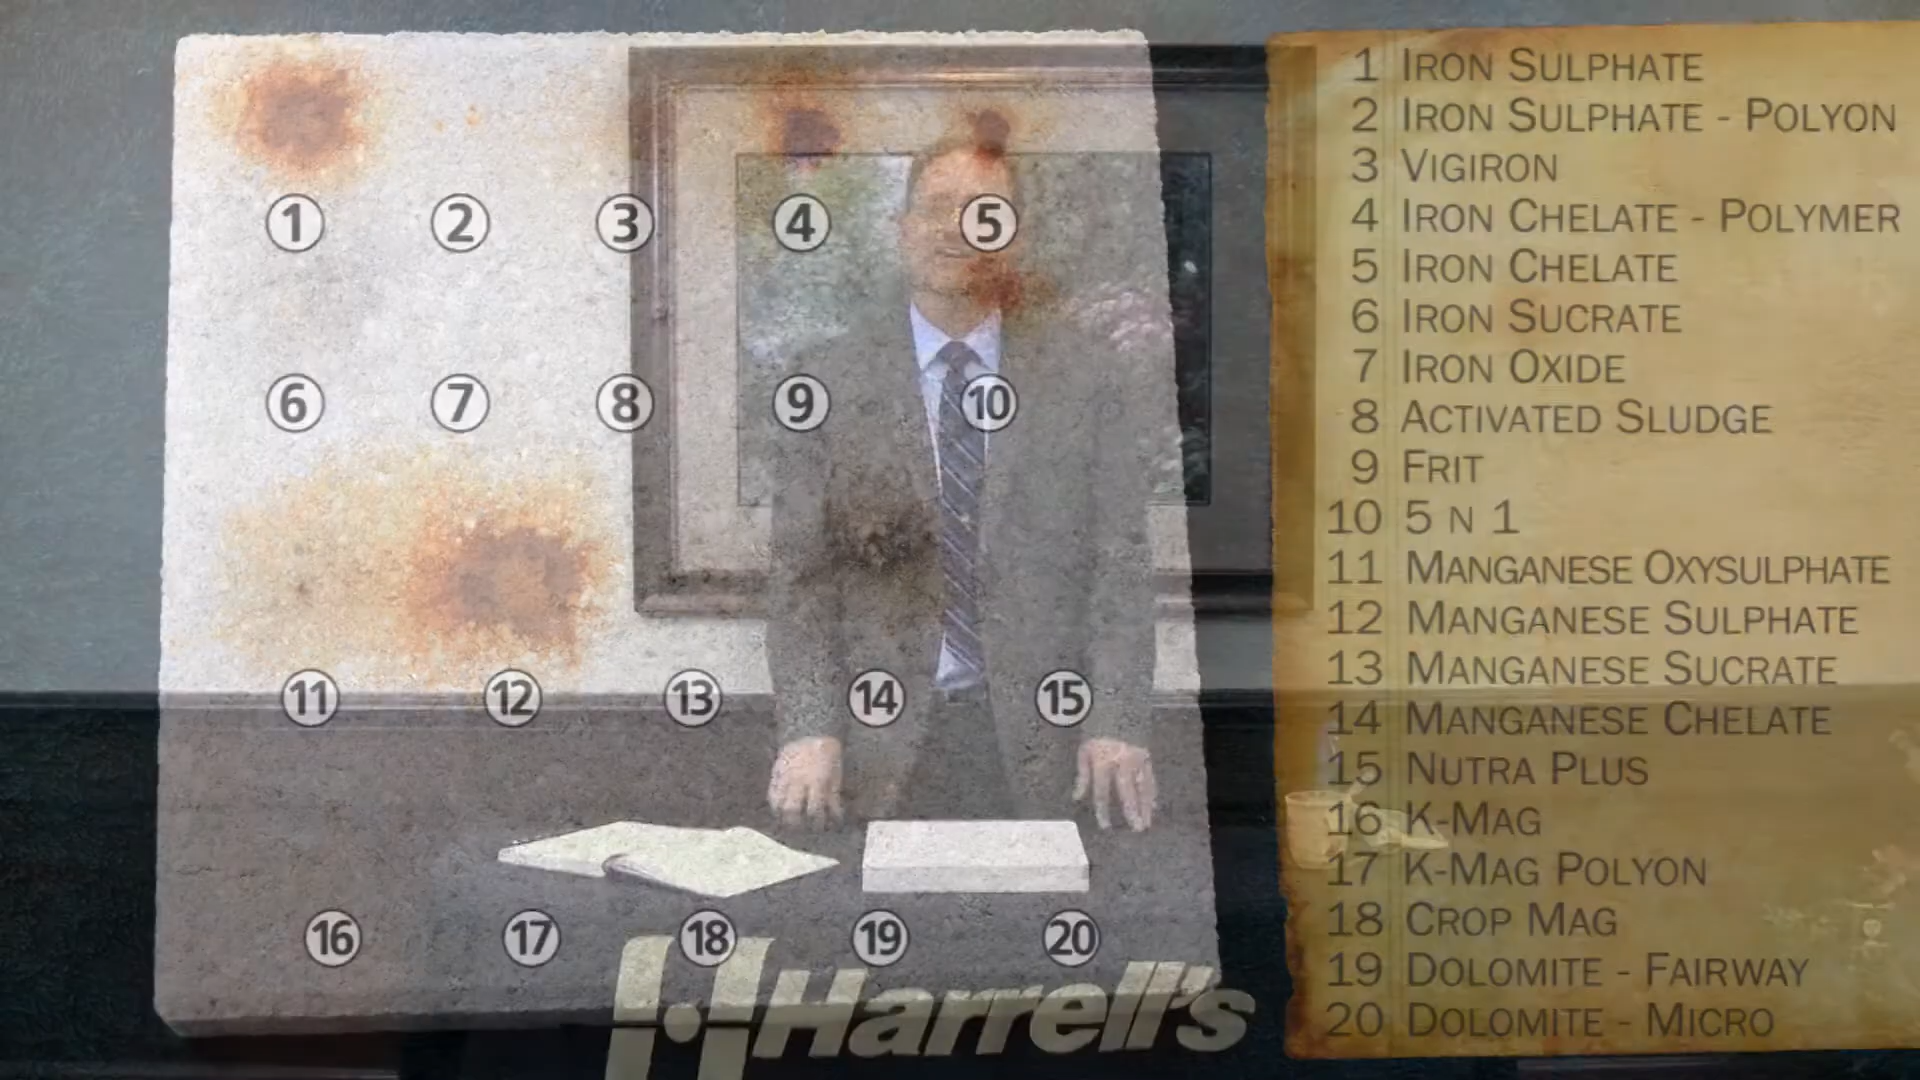 1 2 3 4 5
6 7 8 9 10
11 12 13 14 15
16 17 18 19 20
Harrell's
1 IRON SULPHATE
2 IRON SULPHATE - POLYON
3 VIGIRON
4 IRON CHELATE - POLYMER
5 IRON CHELATE
6 IRON SUCRATE
7 IRON OXIDE
8 ACTIVATED SLUDGE
9 FRIT
10 5 N 1
11 MANGANESE OXYSULPHATE
12 MANGANESE SULPHATE
13 MANGANESE SUCRATE
14 MANGANESE CHELATE
15 NUTRA PLUS
16 K-MAG
17 K-MAG POLYON
18 CROP MAG
19 DOLOMITE - FAIRWAY
20 DOLOMITE - MICRO